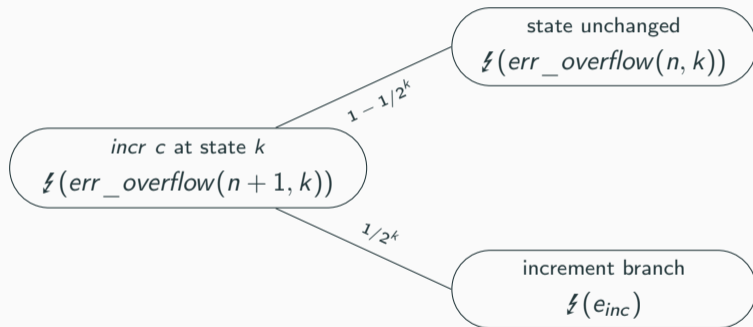 state unchanged
↯(err_overflow(n, k))
1 − 1/2^k
incr c at state k
↯(err_overflow(n + 1, k))
1/2^k
increment branch
↯(e_inc)